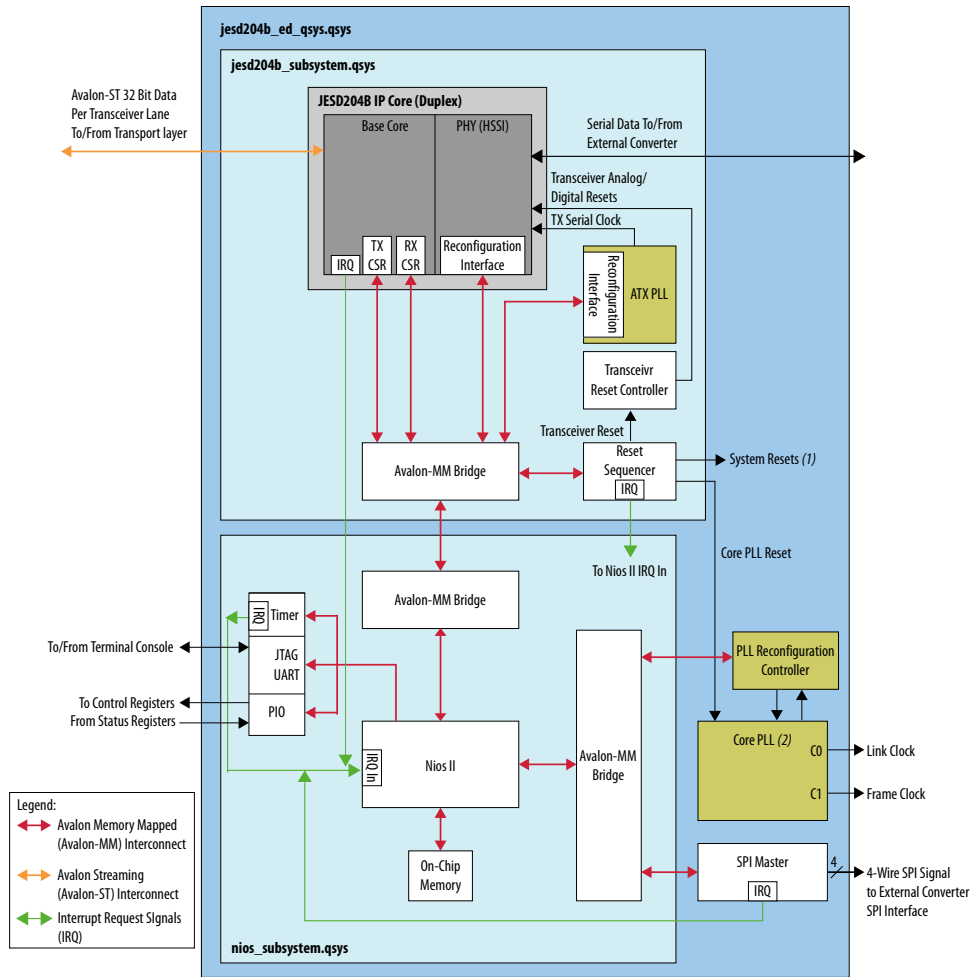 jesd204b_ed_qsys.qsys
jesd204b_subsystem.qsys
Avalon-ST 32 Bit Data
Per Transceiver Lane
To/From Transport layer
JESD204B IP Core (Duplex)
Base Core
PHY (HSSI)
Serial Data To/From
External Converter
Transceiver Analog/
Digital Resets
TX Serial Clock
IRQ
TX
CSR
RX
CSR
Reconfiguration
Interface
Reconfiguration
Interface
ATX PLL
Transceivr
Reset Controller
Transceiver Reset
Avalon-MM Bridge
Reset
Sequencer
IRQ
System Resets (1)
Core PLL Reset
To Nios II IRQ In
Avalon-MM Bridge
IRQ
Timer
To/From Terminal Console
JTAG
UART
To Control Registers
From Status Registers
PIO
PLL Reconfiguration
Controller
IRQ In
Nios II
Avalon-MM
Bridge
Core PLL (2)
C0
Link Clock
C1
Frame Clock
Legend:
Avalon Memory Mapped
(Avalon-MM) Interconnect
Avalon Streaming
(Avalon-ST) Interconnect
Interrupt Request SIgnals
(IRQ)
On-Chip
Memory
SPI Master
IRQ
4
4-Wire SPI Signal
to External Converter
SPI Interface
nios_subsystem.qsys